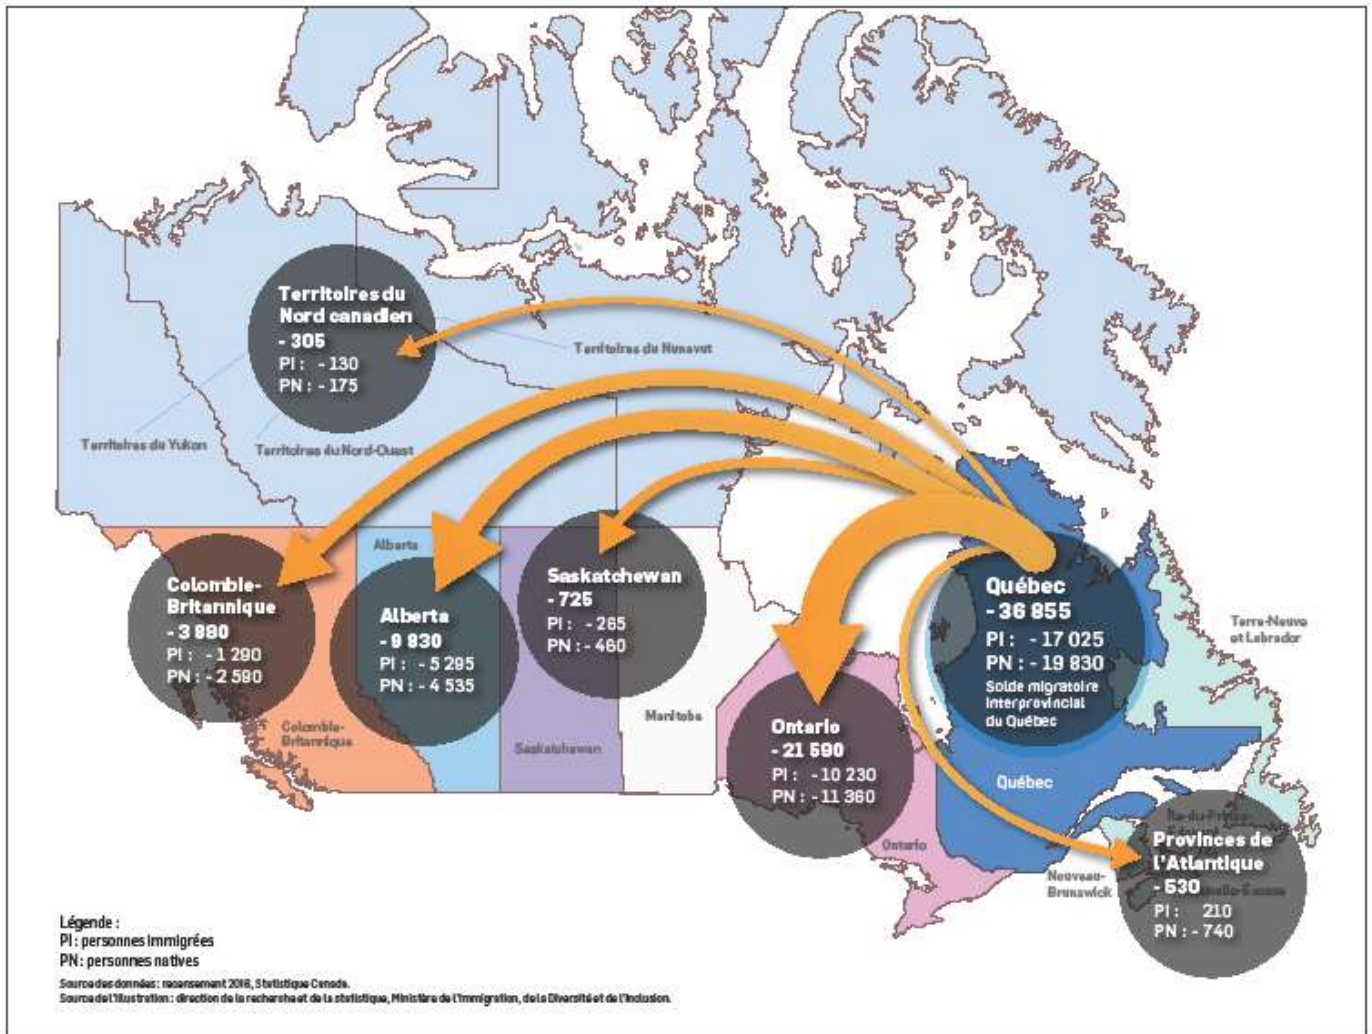 Territoires du
Nord canadien
- 305
PI : - 130
PN : - 175
Territoires du Nunavut
Territoires du Yukon
Territoires du Nord-Ouest
Colombie-
Britannique
- 3 880
PI : - 1 290
PN : - 2 590
Colombie-
Britannique
Alberta
Alberta
- 9 830
PI : - 5 295
PN : - 4 535
Saskatchewan
- 725
PI : - 265
PN : - 460
Saskatchewan
Manitoba
Ontario
- 21 590
PI : - 10 230
PN : - 11 360
Ontario
Québec
- 36 855
PI : - 17 025
PN : - 19 830
Solde migratoire
interprovincial
du Québec
Québec
Terre-Neuve
et Labrador
Île-du-Prince-
Provinces de
l'Atlantique
- 530
PI : 210
PN : - 740
Nouveau-
Brunswick
Légende :
PI : personnes immigrées
PN : personnes natives
Source des données : recensement 2016, Statistique Canada.
Source de l'illustration : direction de la recherche et de la statistique, Ministère de l'Immigration, de la Diversité et de l'Inclusion.